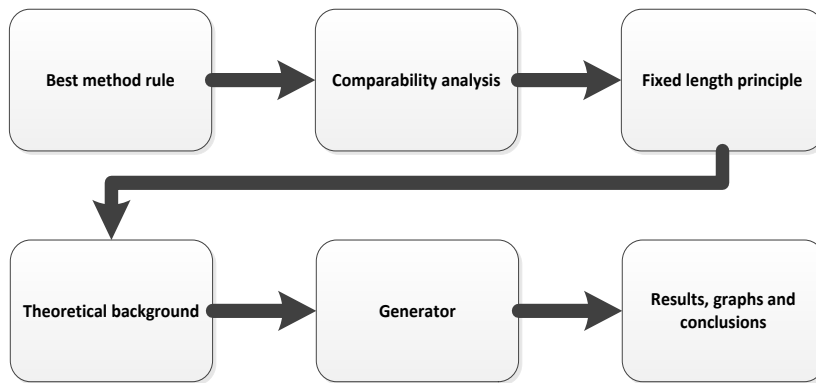 Best method rule
Comparability analysis
Fixed length principle
Theoretical background
Generator
Results, graphs and
conclusions